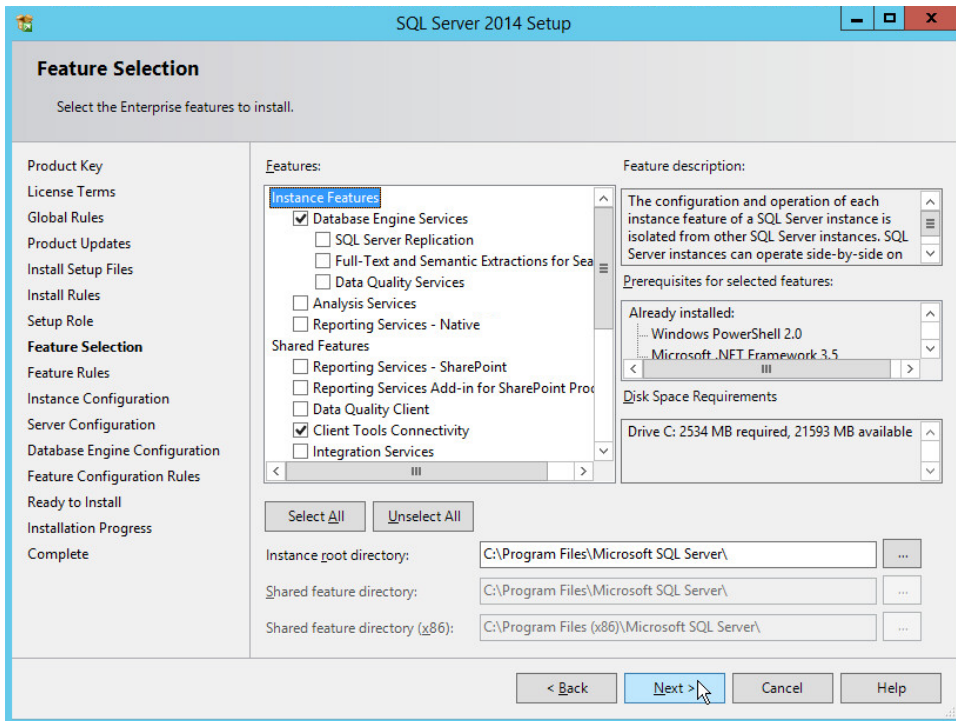 SQL Server 2014 Setup
Feature Selection
Select the Enterprise features to install.
Product Key
License Terms
Global Rules
Product Updates
Install Setup Files
Install Rules
Setup Role
Feature Selection
Feature Rules
Instance Configuration
Server Configuration
Database Engine Configuration
Feature Configuration Rules
Ready to Install
Installation Progress
Complete
Features:
Instance Features
Database Engine Services
SQL Server Replication
Full-Text and Semantic Extractions for Sea
Data Quality Services
Analysis Services
Reporting Services - Native
Shared Features
Reporting Services - SharePoint
Reporting Services Add-in for SharePoint Proc
Data Quality Client
Client Tools Connectivity
Integration Services
Feature description:
The configuration and operation of each
instance feature of a SQL Server instance is
isolated from other SQL Server instances. SQL
Server instances can operate side-by-side on
Prerequisites for selected features:
Already installed:
Windows PowerShell 2.0
Microsoft .NET Framework 3.5
Disk Space Requirements
Drive C: 2534 MB required, 21593 MB available
Select All
Unselect All
Instance root directory:
C:\Program Files\Microsoft SQL Server\
...
Shared feature directory:
C:\Program Files\Microsoft SQL Server\
...
Shared feature directory (x86):
C:\Program Files (x86)\Microsoft SQL Server\
...
< Back
Next >
Cancel
Help